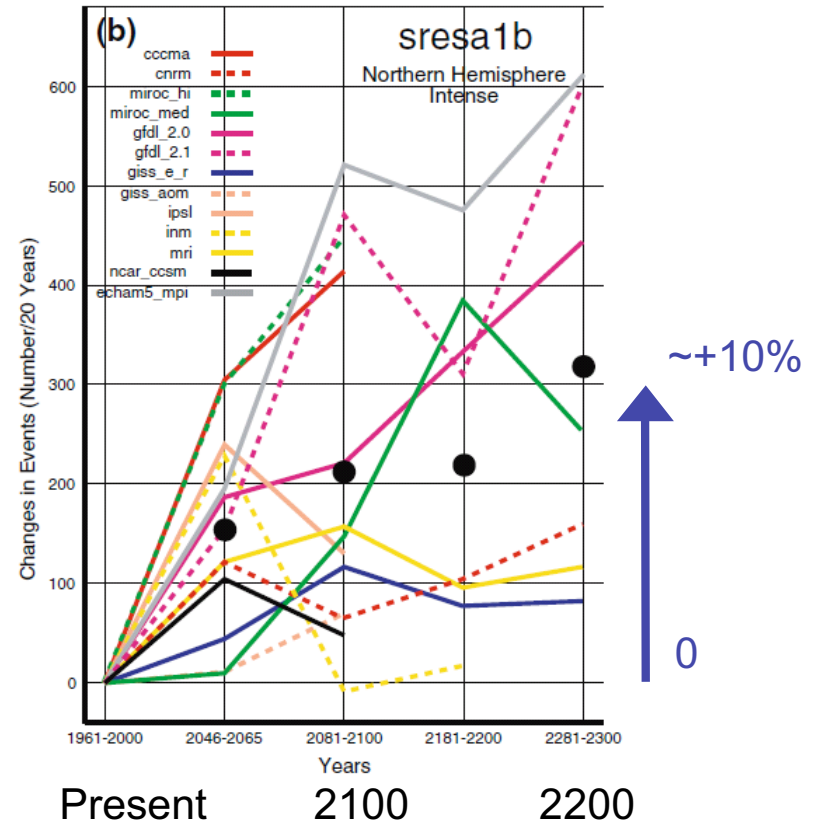 (b)
sresa1b
Northern Hemisphere
Intense
cccma
cnrm
miroc_hi
miroc_med
gfdl_2.0
gfdl_2.1
giss_e_r
giss_aom
ipsl
inm
mri
ncar_ccsm
echam5_mpi
Changes in Events (Number/20 Years)
600
500
400
300
200
100
0
~+10%
0
1961-2000 2046-2065 2081-2100 2181-2200 2281-2300
Years
Present 2100 2200